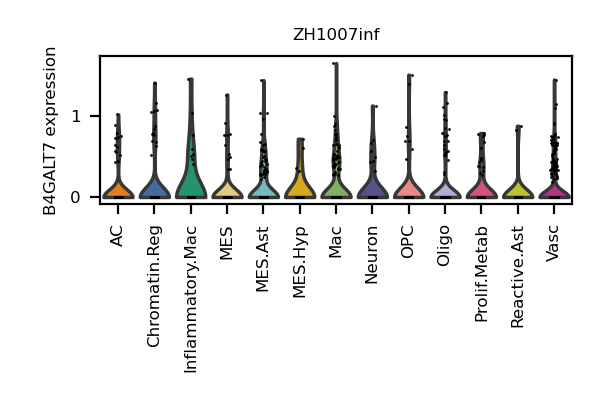 ZH1007inf
B4GALT7 expression
1
0
AC
Chromatin.Reg
Inflammatory.Mac
MES
MES.Ast
MES.Hyp
Mac
Neuron
OPC
Oligo
Prolif.Metab
Reactive.Ast
Vasc